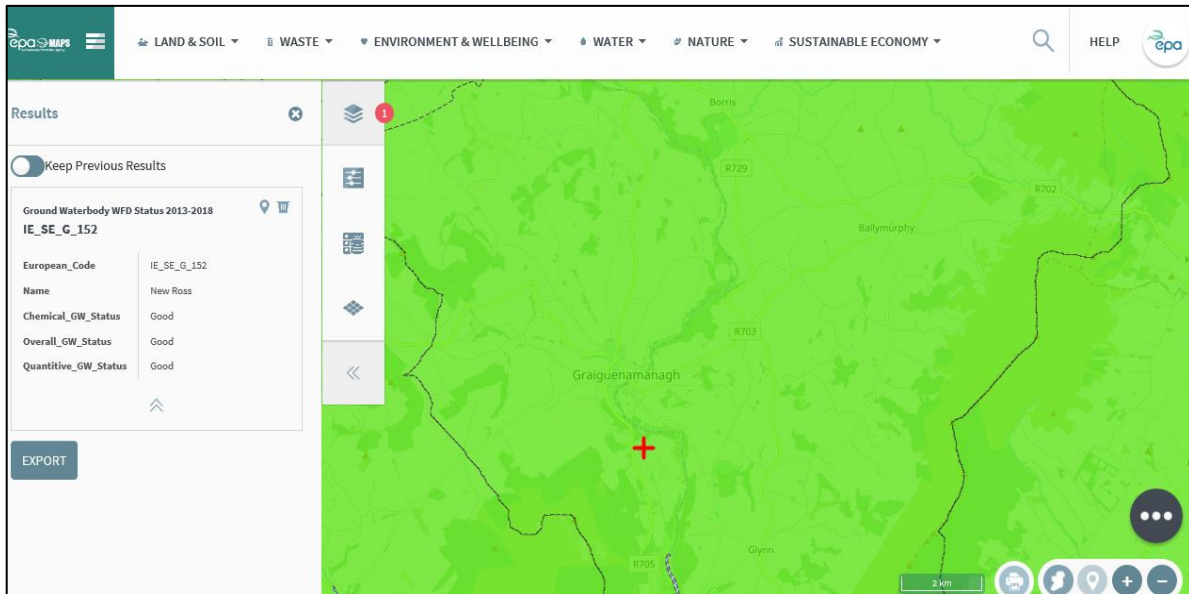 epa MAPS
LAND & SOIL
WASTE
ENVIRONMENT & WELLBEING
WATER
NATURE
SUSTAINABLE ECONOMY
HELP
epa
Results
1
Keep Previous Results
Ground Waterbody WFD Status 2013-2018
IE_SE_G_152
European_Code IE_SE_G_152
Name New Ross
Chemical_GW_Status Good
Overall_GW_Status Good
Quantitive_GW_Status Good
EXPORT
Borris
R729
R702
Ballymurphy
R703
Graiguenamanagh
Glynn
R705
2 km